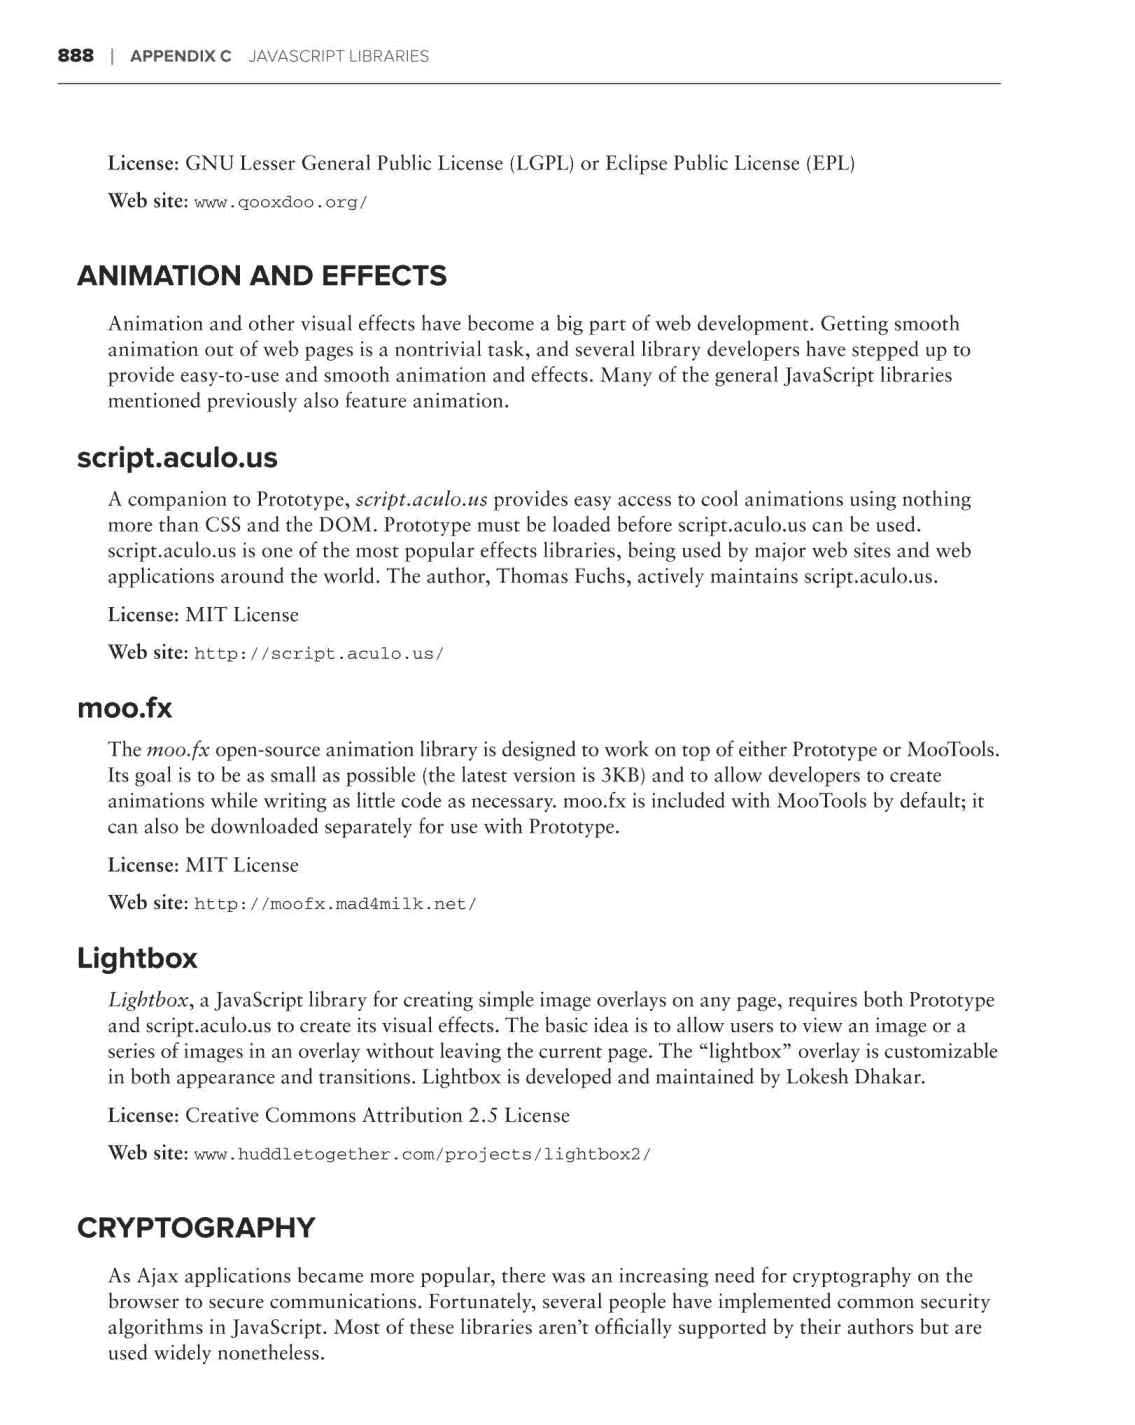 888 | APPENDIX C JAVASCRIPT LIBRARIES
License: GNU Lesser General Public License (LGPL) or Eclipse Public License (EPL)
Web site: www.qooxdoo.org/
ANIMATION AND EFFECTS
Animation and other visual effects have become a big part of web development. Getting smooth
animation out of web pages is a nontrivial task, and several library developers have stepped up to
provide easy-to-use and smooth animation and effects. Many of the general JavaScript libraries
mentioned previously also feature animation.
script.aculo.us
A companion to Prototype, script.aculo.us provides easy access to cool animations using nothing
more than CSS and the DOM. Prototype must be loaded before script.aculo.us can be used.
script.aculo.us is one of the most popular effects libraries, being used by major web sites and web
applications around the world. The author, Thomas Fuchs, actively maintains script.aculo.us.
License: MIT License
Web site: http://script.aculo.us/
moo.fx
The moo.fx open-source animation library is designed to work on top of either Prototype or MooTools.
Its goal is to be as small as possible (the latest version is 3KB) and to allow developers to create
animations while writing as little code as necessary. moo.fx is included with MooTools by default; it
can also be downloaded separately for use with Prototype.
License: MIT License
Web site: http://moofx.mad4milk.net/
Lightbox
Lightbox, a JavaScript library for creating simple image overlays on any page, requires both Prototype
and script.aculo.us to create its visual effects. The basic idea is to allow users to view an image or a
series of images in an overlay without leaving the current page. The “lightbox” overlay is customizable
in both appearance and transitions. Lightbox is developed and maintained by Lokesh Dhakar.
License: Creative Commons Attribution 2.5 License
Web site: www.huddletogether.com/projects/lightbox2/
CRYPTOGRAPHY
As Ajax applications became more popular, there was an increasing need for cryptography on the
browser to secure communications. Fortunately, several people have implemented common security
algorithms in JavaScript. Most of these libraries aren’t officially supported by their authors but are
used widely nonetheless.